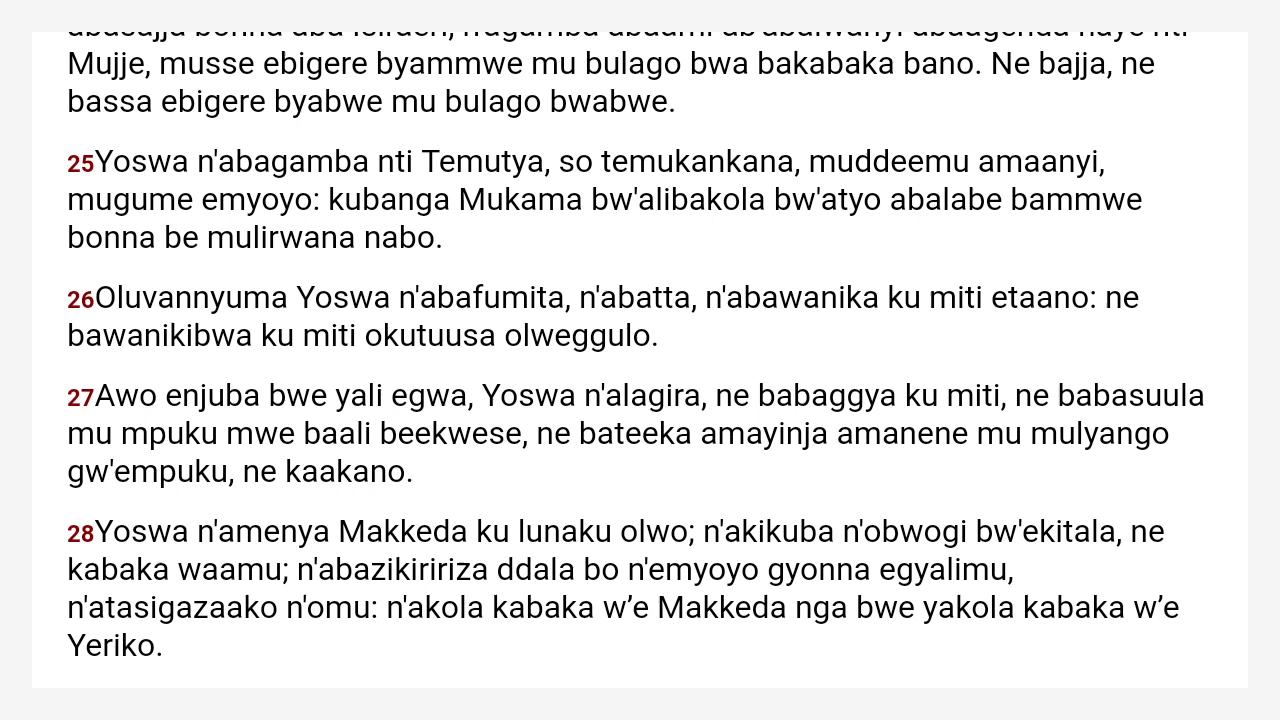 Mujje, musse ebigere byammwe mu bulago bwa bakabaka bano. Ne bajja, ne
bassa ebigere byabwe mu bulago bwabwe.
25Yoswa n'abagamba nti Temutya, so temukankana, muddeemu amaanyi,
mugume emyoyo: kubanga Mukama bw'alibakola bw'atyo abalabe bammwe
bonna be mulirwana nabo.
26Oluvannyuma Yoswa n'abafumita, n'abatta, n'abawanika ku miti etaano: ne
bawanikibwa ku miti okutuusa olweggulo.
27Awo enjuba bwe yali egwa, Yoswa n'alagira, ne babaggya ku miti, ne babasuula
mu mpuku mwe baali beekwese, ne bateeka amayinja amanene mu mulyango
gw'empuku, ne kaakano.
28Yoswa n'amenya Makkeda ku lunaku olwo; n'akikuba n'obwogi bw'ekitala, ne
kabaka waamu; n'abazikiririza ddala bo n'emyoyo gyonna egyalimu,
n'atasigazaako n'omu: n'akola kabaka w’e Makkeda nga bwe yakola kabaka w’e
Yeriko.